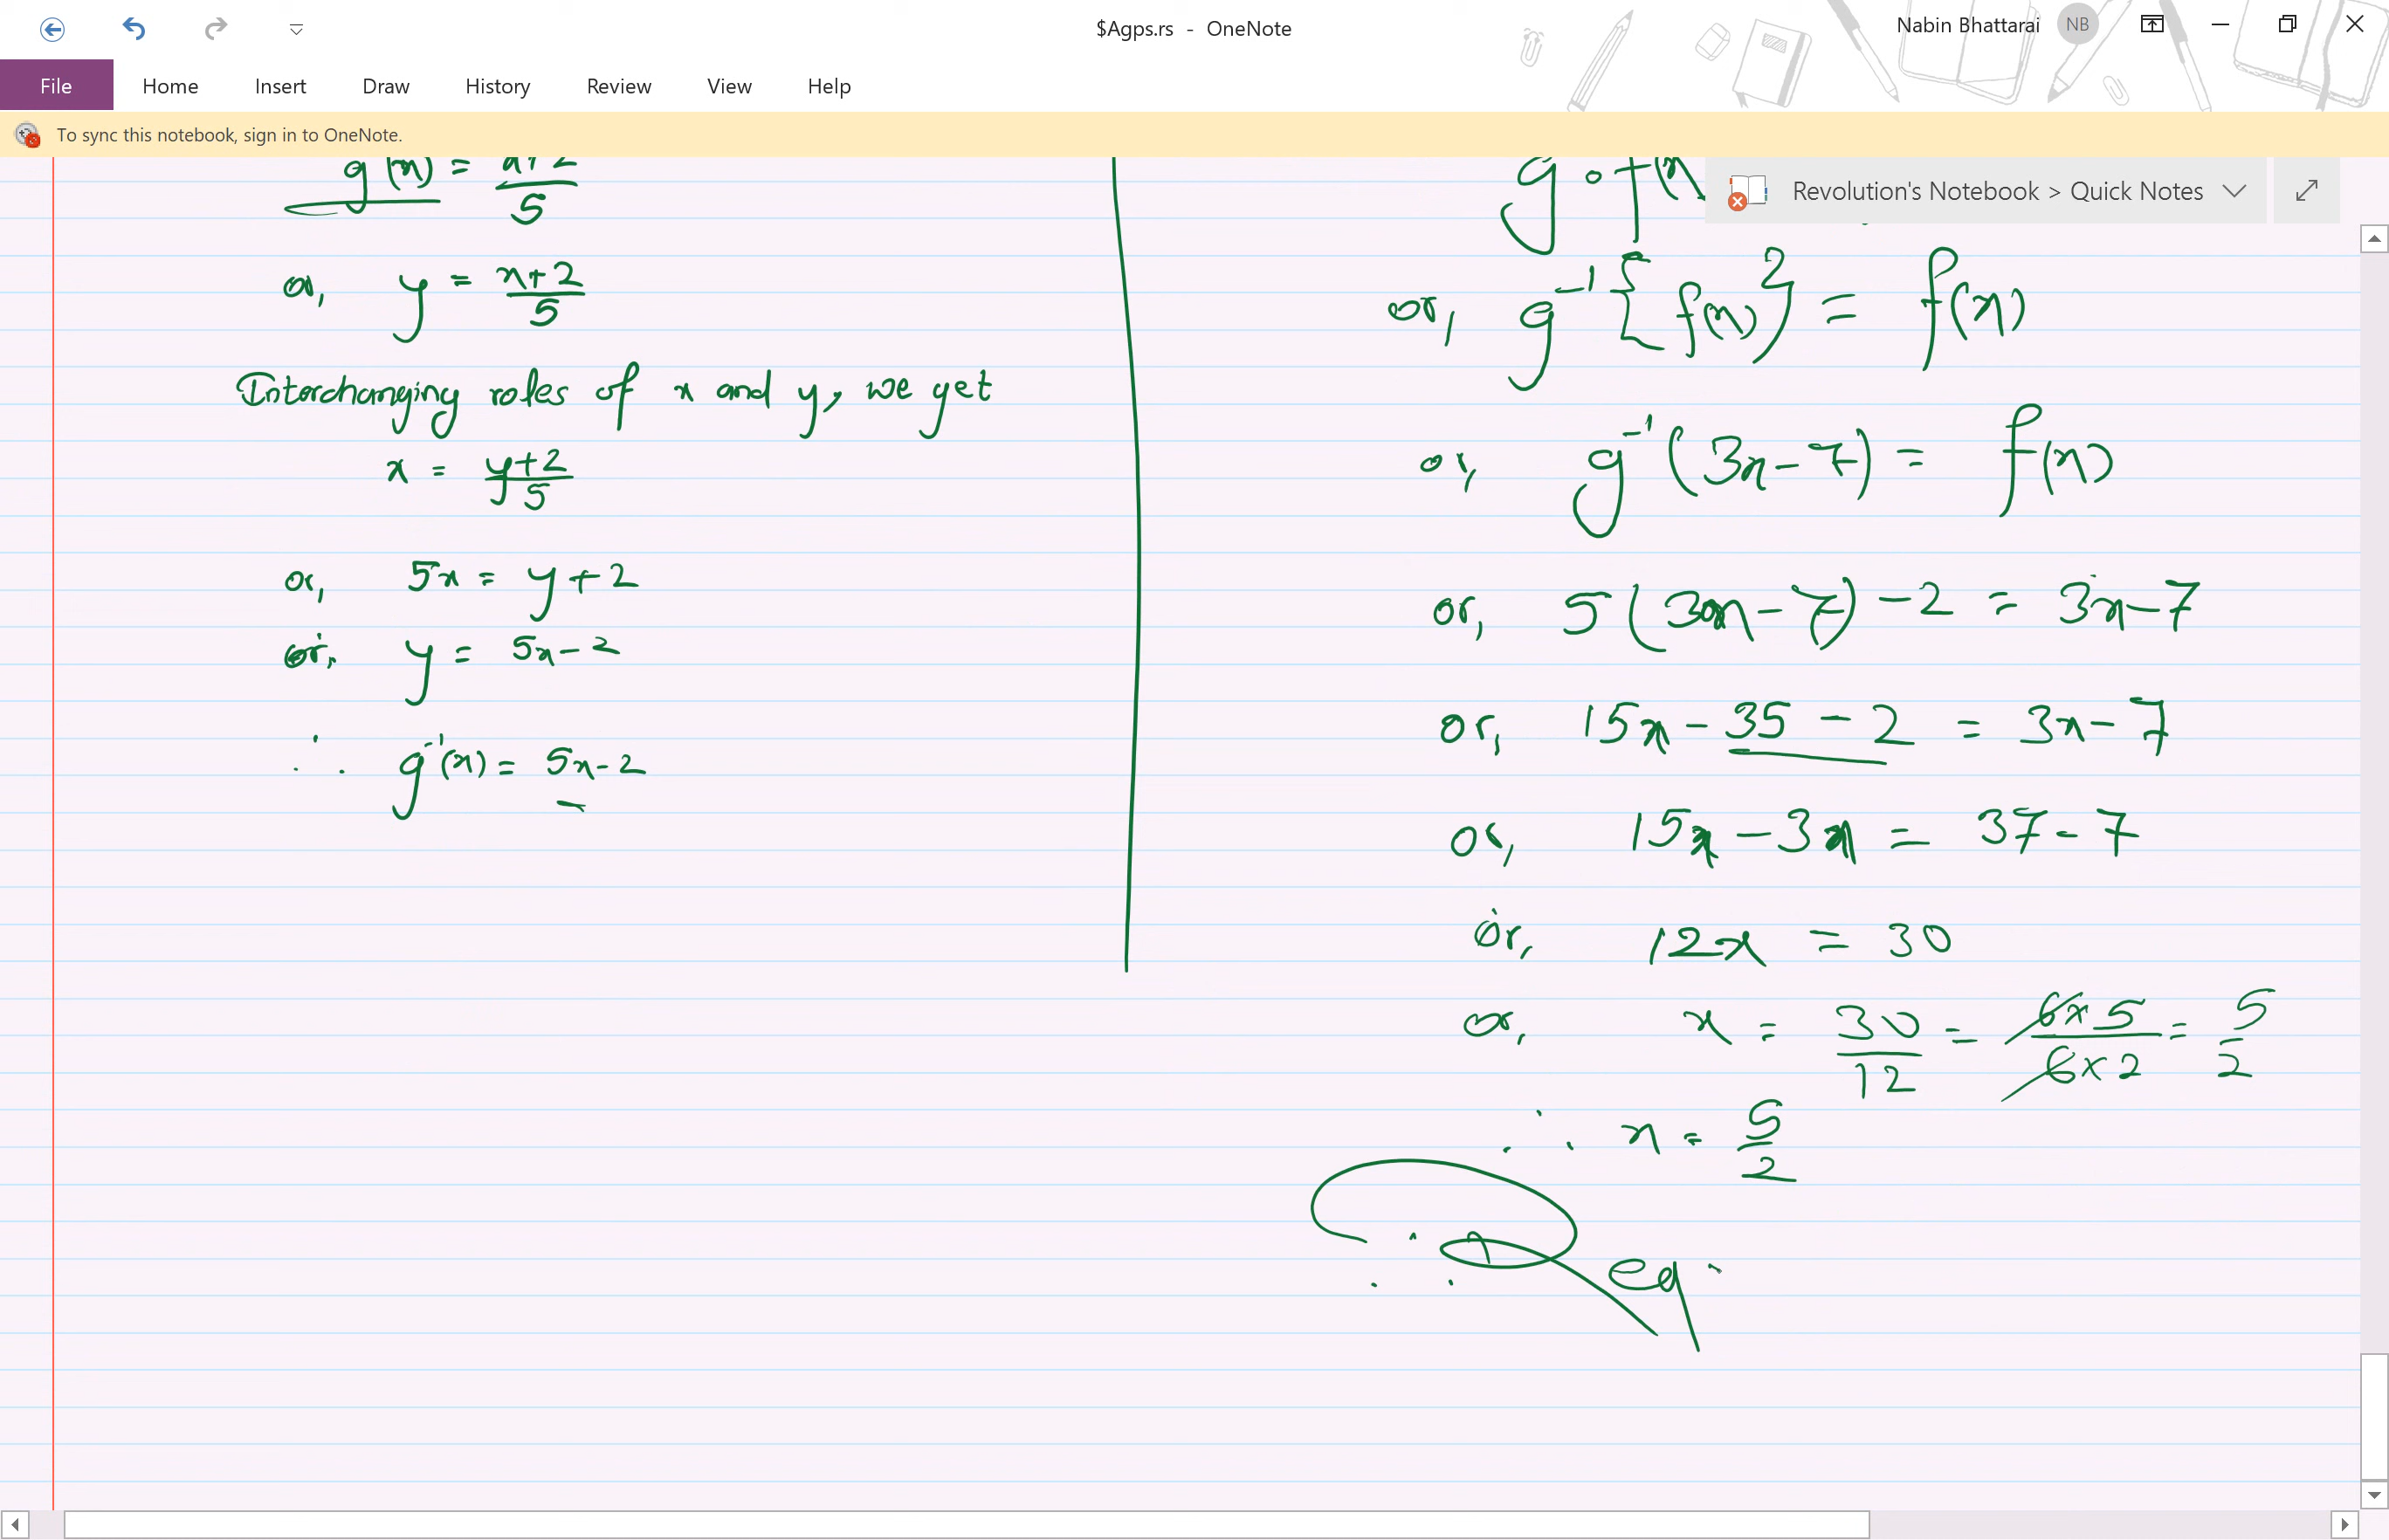 $Agps.rs - OneNote
Nabin Bhattarai NB
File Home Insert Draw History Review View Help
To sync this notebook, sign in to OneNote.
Revolution's Notebook > Quick Notes
g(x) = x+2/5
or, y = x+2/5
Interchanging roles of x and y, we get
x = y+2/5
or, 5x = y+2
or, y = 5x-2
∴ g⁻¹(x) = 5x-2
g∘f(x
or, g⁻¹{f(x)} = f(x)
or, g⁻¹(3x-7) = f(x)
or, 5(3x-7)-2 = 3x-7
or, 15x-35-2 = 3x-7
or, 15x-3x = 37-7
or, 12x = 30
or, x = 30/12 = 6x5/6x2 = 5/2
∴ x = 5/2
∴ eq